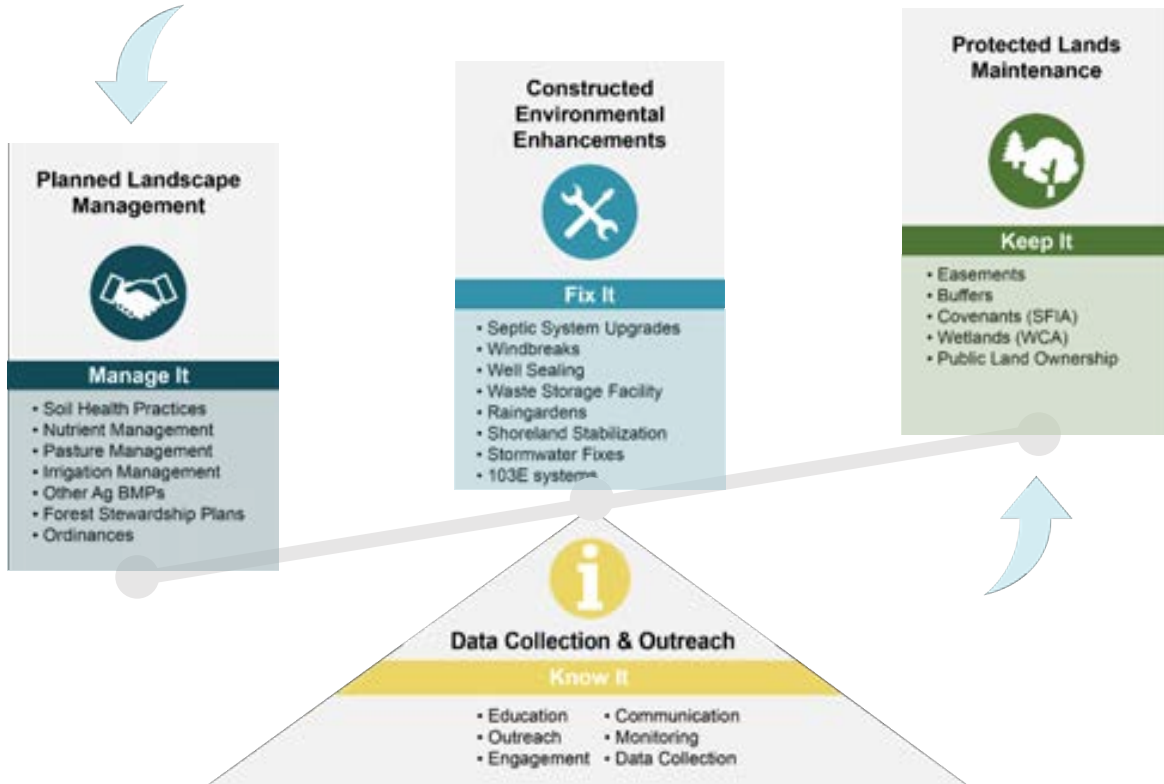 Planned Landscape
Management
Manage It
• Soil Health Practices
• Nutrient Management
• Pasture Management
• Irrigation Management
• Other Ag BMPs
• Forest Stewardship Plans
• Ordinances
Constructed
Environmental
Enhancements
Fix It
• Septic System Upgrades
• Windbreaks
• Well Sealing
• Waste Storage Facility
• Raingardens
• Shoreland Stabilization
• Stormwater Fixes
• 103E systems
Protected Lands
Maintenance
Keep It
• Easements
• Buffers
• Covenants (SFIA)
• Wetlands (WCA)
• Public Land Ownership
Data Collection & Outreach
Know It
• Education
• Outreach
• Engagement
• Communication
• Monitoring
• Data Collection